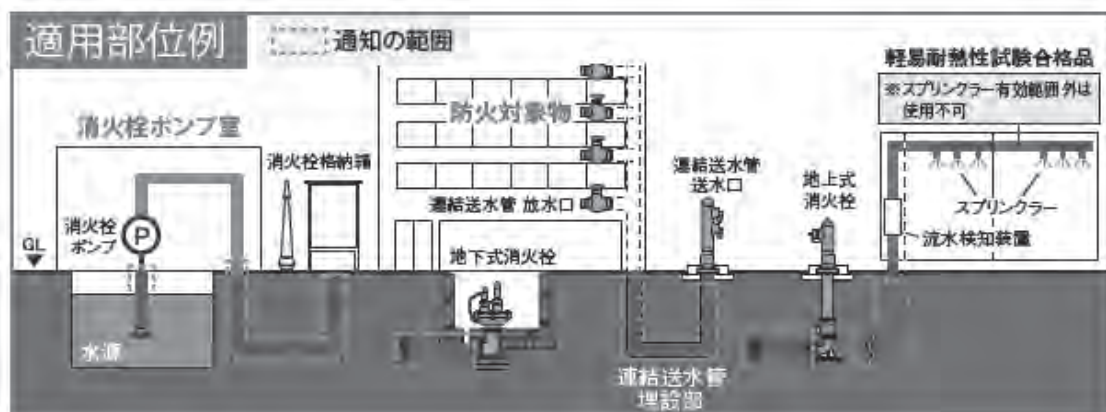 適用部位例
通知の範囲
軽易耐熱性試験合格品
※スプリンクラー有効範囲外は
使用不可
消火栓ポンプ室
防火対象物
消火栓格納箱
連結送水管
送水口
地上式
消火栓
消火栓
ポンプ
P
連結送水管 放水口
スプリンクラー
GL
地下式消火栓
流水検知装置
水源
連結送水管
埋設部